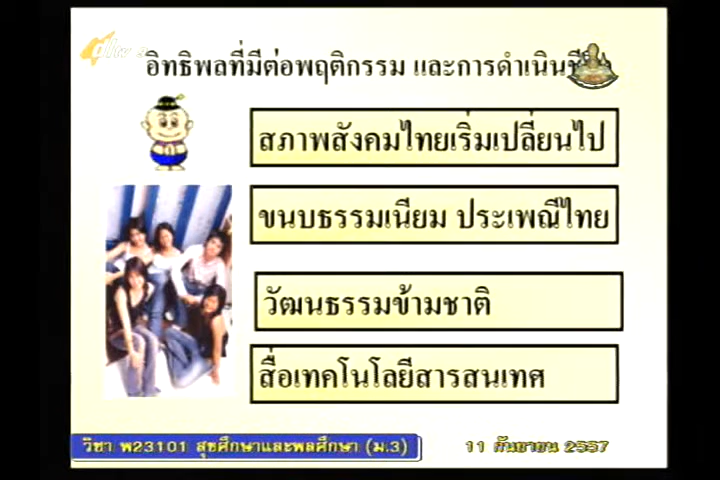 อิทธิพลที่มีต่อพฤติกรรม และการดำเนินชี
สภาพสังคมไทยเริ่มเปลี่ยนไป
ขนบธรรมเนียม ประเพณีไทย
วัฒนธรรมข้ามชาติ
สื่อเทคโนโลยีสารสนเทศ
วิชา พ23101 สุขศึกษาและพลศึกษา (ม.3)
11 กันยายน 2557